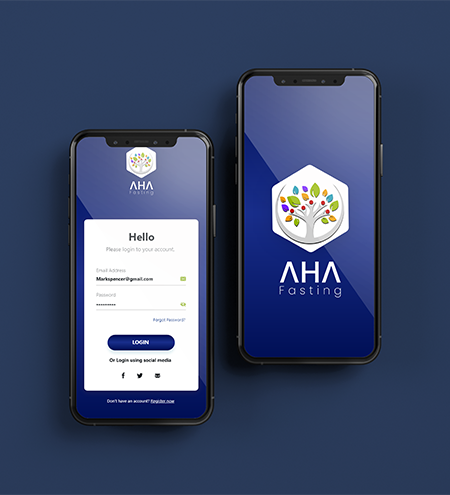 AHA
Fasting
Hello
Please login to your account.
Email Address
Markspencer@gmail.com
Password
•••••••••
Forgot Password?
LOGIN
Or Login using social media
Don't have an account? Register now
AHA
Fasting